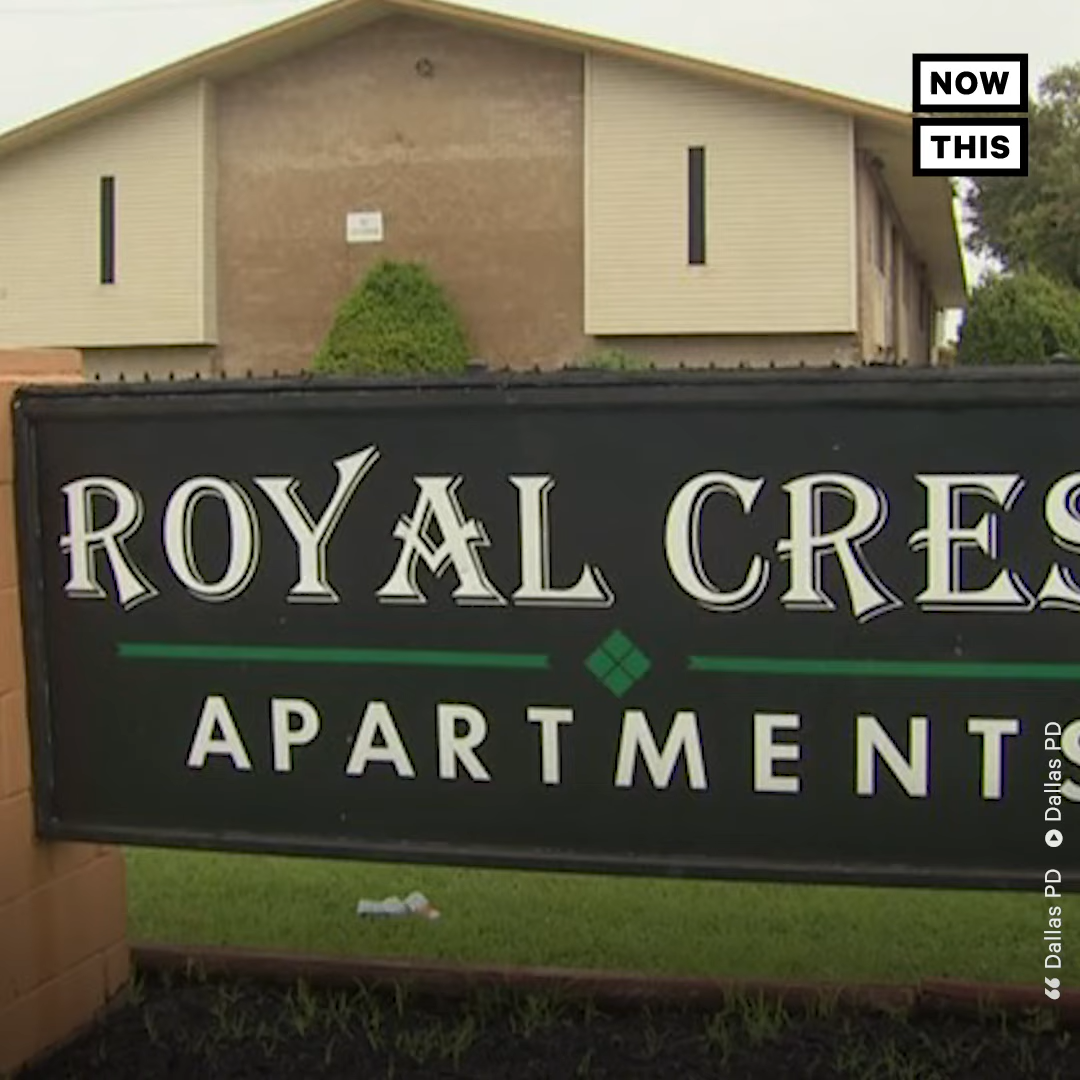 NOW
THIS
ROYAL CRES
APARTMENTS
❝ Dallas PD ▶ Dallas PD